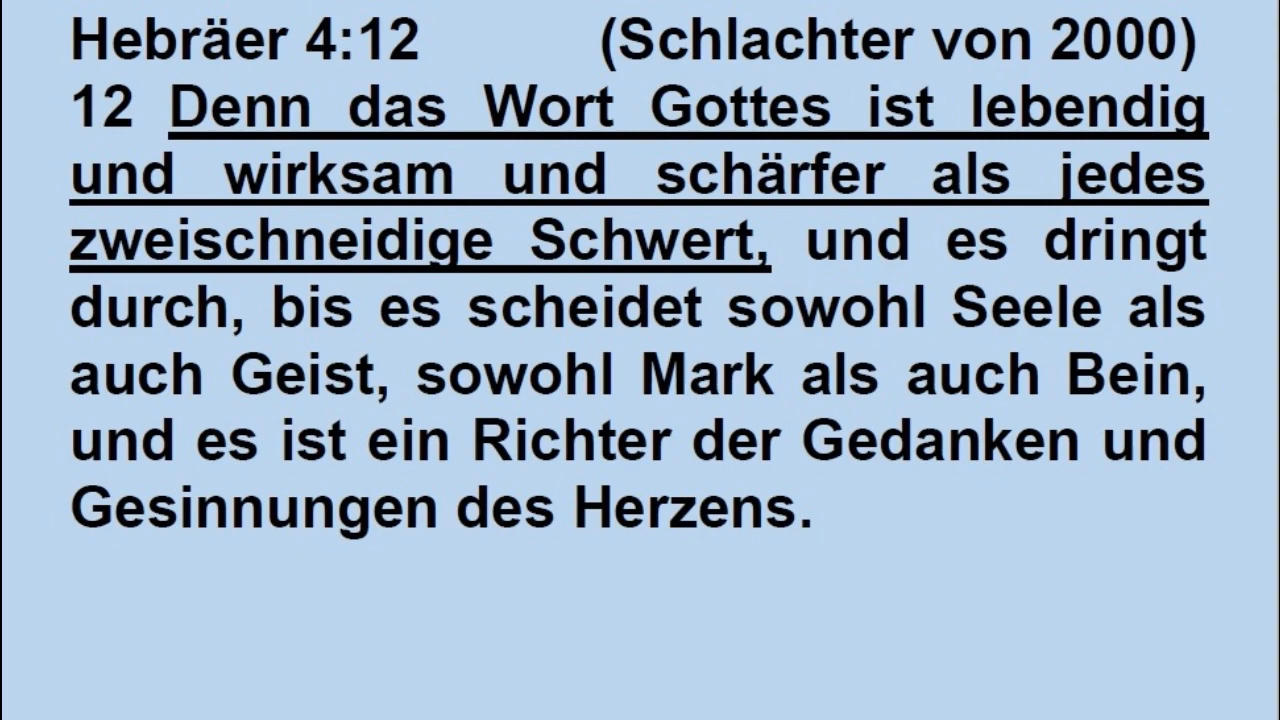 Hebräer 4:12 (Schlachter von 2000)
12 Denn das Wort Gottes ist lebendig
und wirksam und schärfer als jedes
zweischneidige Schwert, und es dringt
durch, bis es scheidet sowohl Seele als
auch Geist, sowohl Mark als auch Bein,
und es ist ein Richter der Gedanken und
Gesinnungen des Herzens.